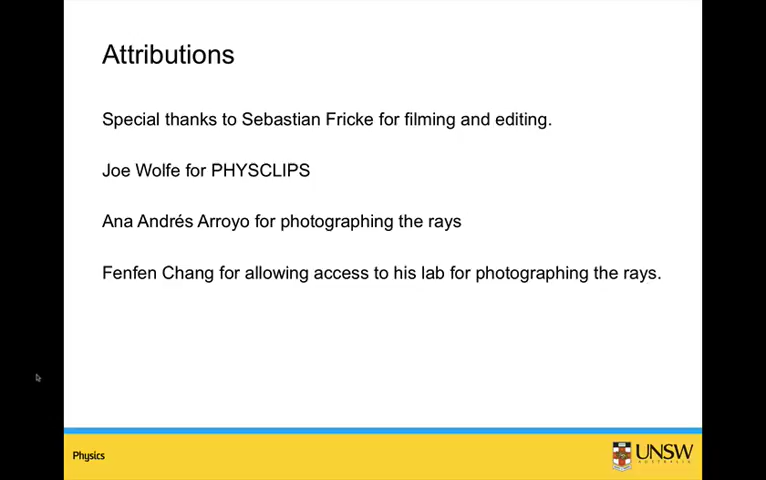 Attributions
Special thanks to Sebastian Fricke for filming and editing.
Joe Wolfe for PHYSCLIPS
Ana Andrés Arroyo for photographing the rays
Fenfen Chang for allowing access to his lab for photographing the rays.
Physics
UNSW
AUSTRALIA